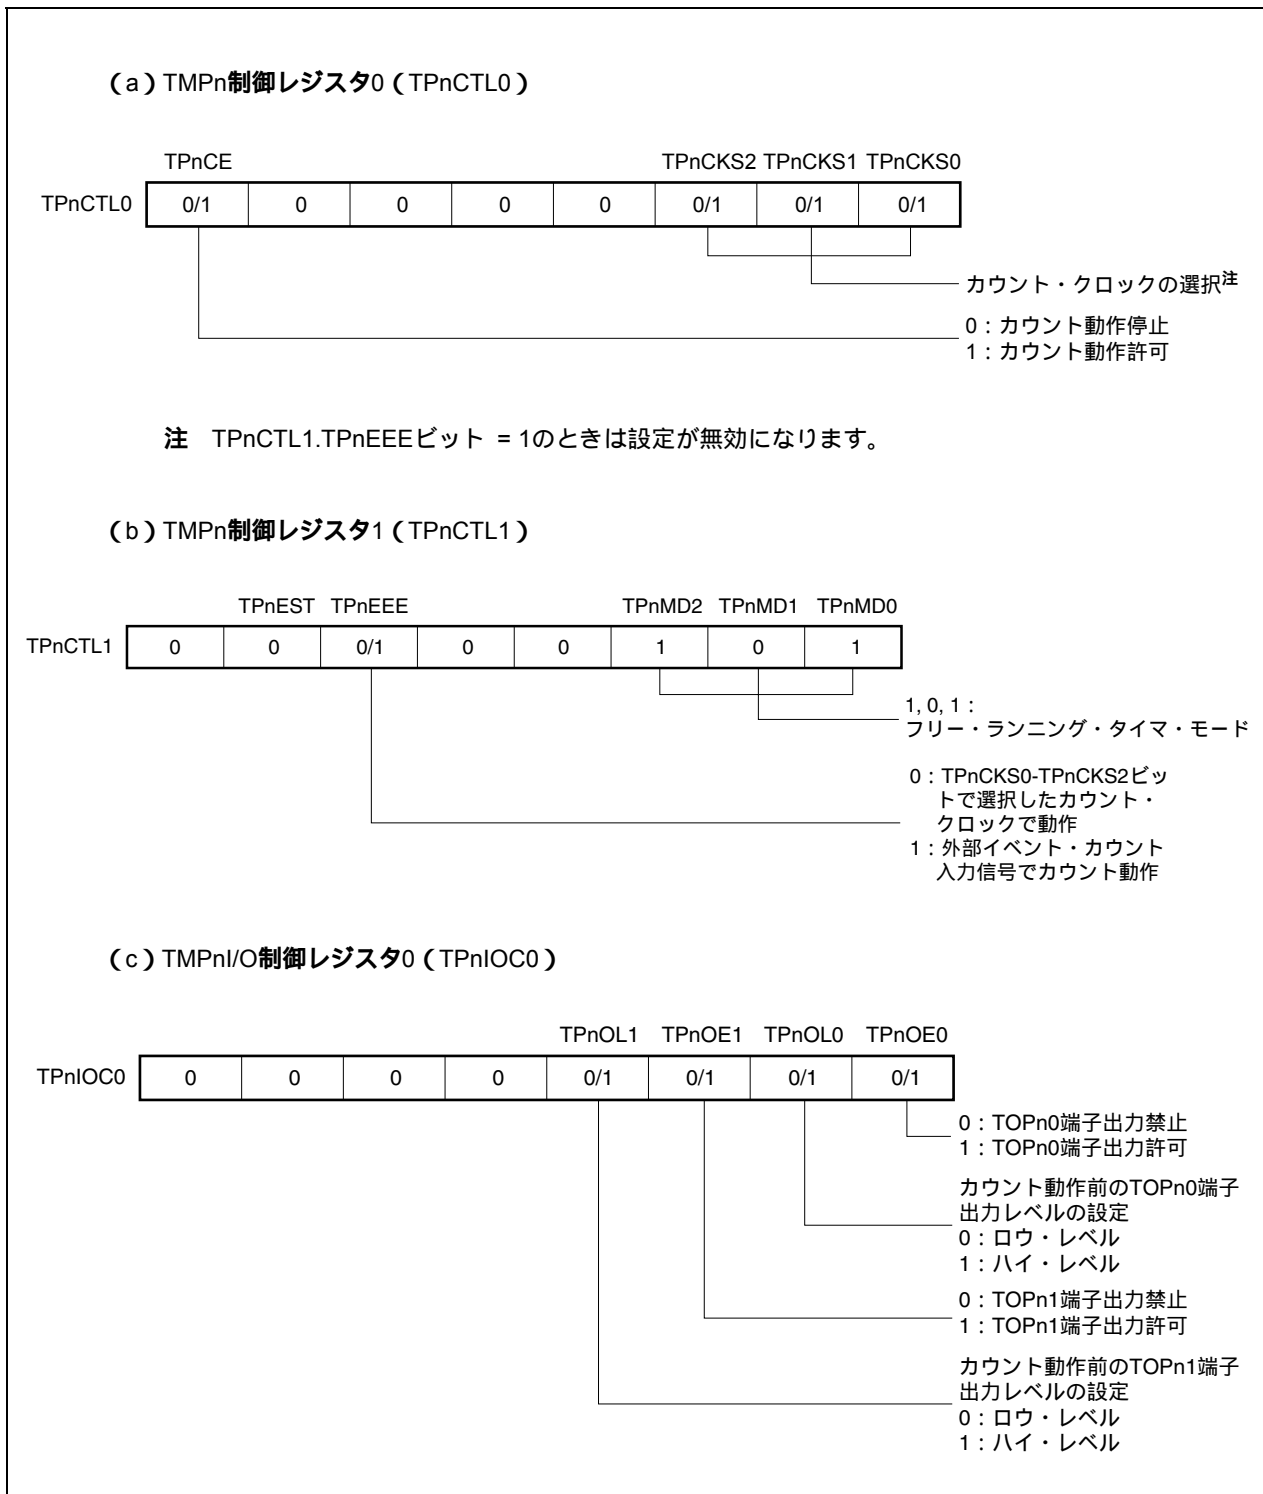 (a)TMPn制御レジスタ0(TPnCTL0)
TPnCE TPnCKS2 TPnCKS1 TPnCKS0
TPnCTL0 0/1 0 0 0 0 0/1 0/1 0/1
カウント・クロックの選択注
0:カウント動作停止
1:カウント動作許可
注 TPnCTL1.TPnEEEビット = 1のときは設定が無効になります。
(b)TMPn制御レジスタ1(TPnCTL1)
TPnEST TPnEEE TPnMD2 TPnMD1 TPnMD0
TPnCTL1 0 0 0/1 0 0 1 0 1
1, 0, 1:
フリー・ランニング・タイマ・モード
0:TPnCKS0-TPnCKS2ビッ
トで選択したカウント・
クロックで動作
1:外部イベント・カウント
入力信号でカウント動作
(c)TMPnI/O制御レジスタ0(TPnIOC0)
TPnOL1 TPnOE1 TPnOL0 TPnOE0
TPnIOC0 0 0 0 0 0/1 0/1 0/1 0/1
0:TOPn0端子出力禁止
1:TOPn0端子出力許可
カウント動作前のTOPn0端子
出力レベルの設定
0:ロウ・レベル
1:ハイ・レベル
0:TOPn1端子出力禁止
1:TOPn1端子出力許可
カウント動作前のTOPn1端子
出力レベルの設定
0:ロウ・レベル
1:ハイ・レベル